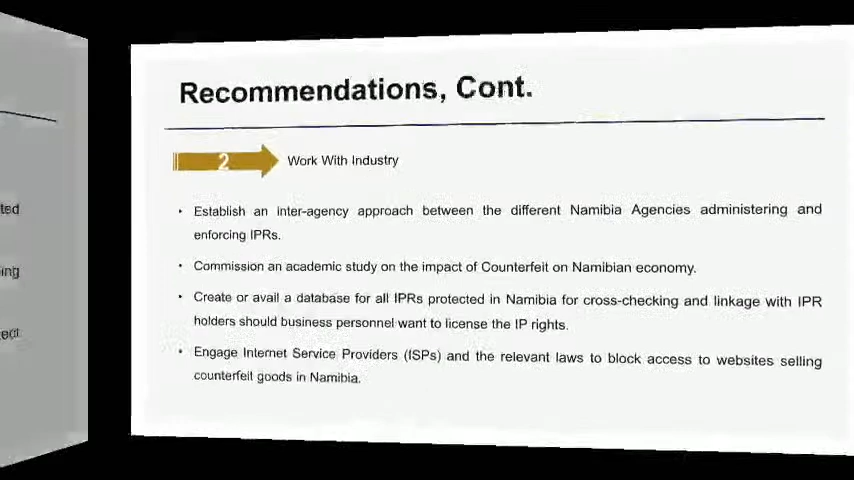 Recommendations, Cont.
2
Work With Industry
• Establish an inter-agency approach between the different Namibia Agencies administering and
enforcing IPRs.
• Commission an academic study on the impact of Counterfeit on Namibian economy.
• Create or avail a database for all IPRs protected in Namibia for cross-checking and linkage with IPR
holders should business personnel want to license the IP rights.
• Engage Internet Service Providers (ISPs) and the relevant laws to block access to websites selling
counterfeit goods in Namibia.